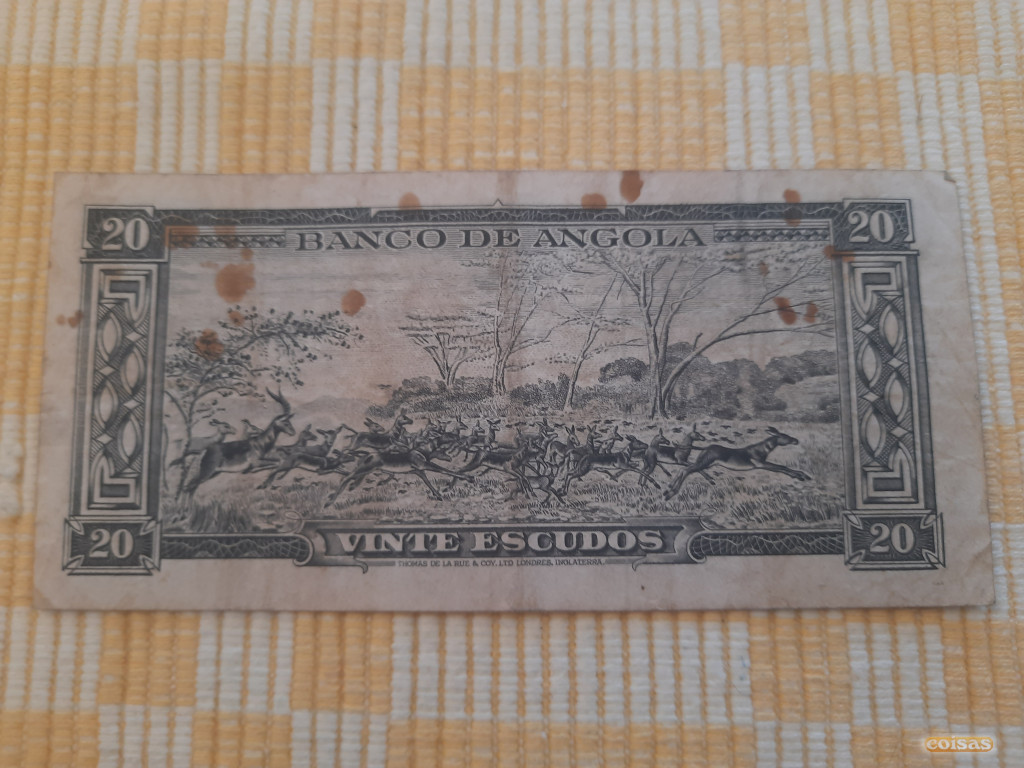 20 BANCO DE ANGOLA 20
20 VINTE ESCUDOS 20
THOMAS DE LA RUE & COY. LTD LONDRES, INGLATERRA.
coisas